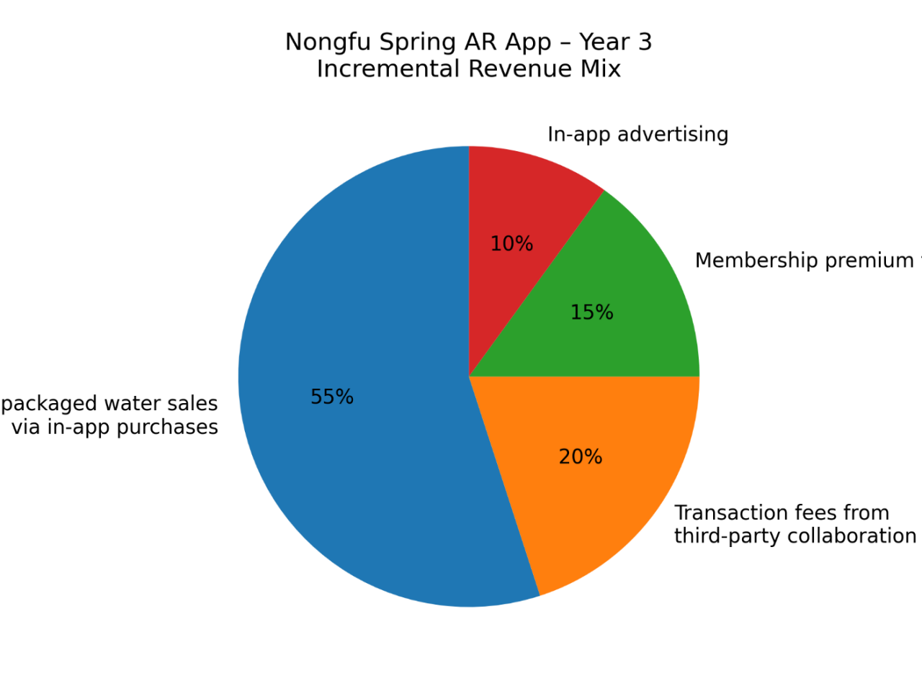 Nongfu Spring AR App – Year 3
Incremental Revenue Mix
In-app advertising
10%
Membership premium
15%
55%
packaged water sales
via in-app purchases
20%
Transaction fees from
third-party collaboration